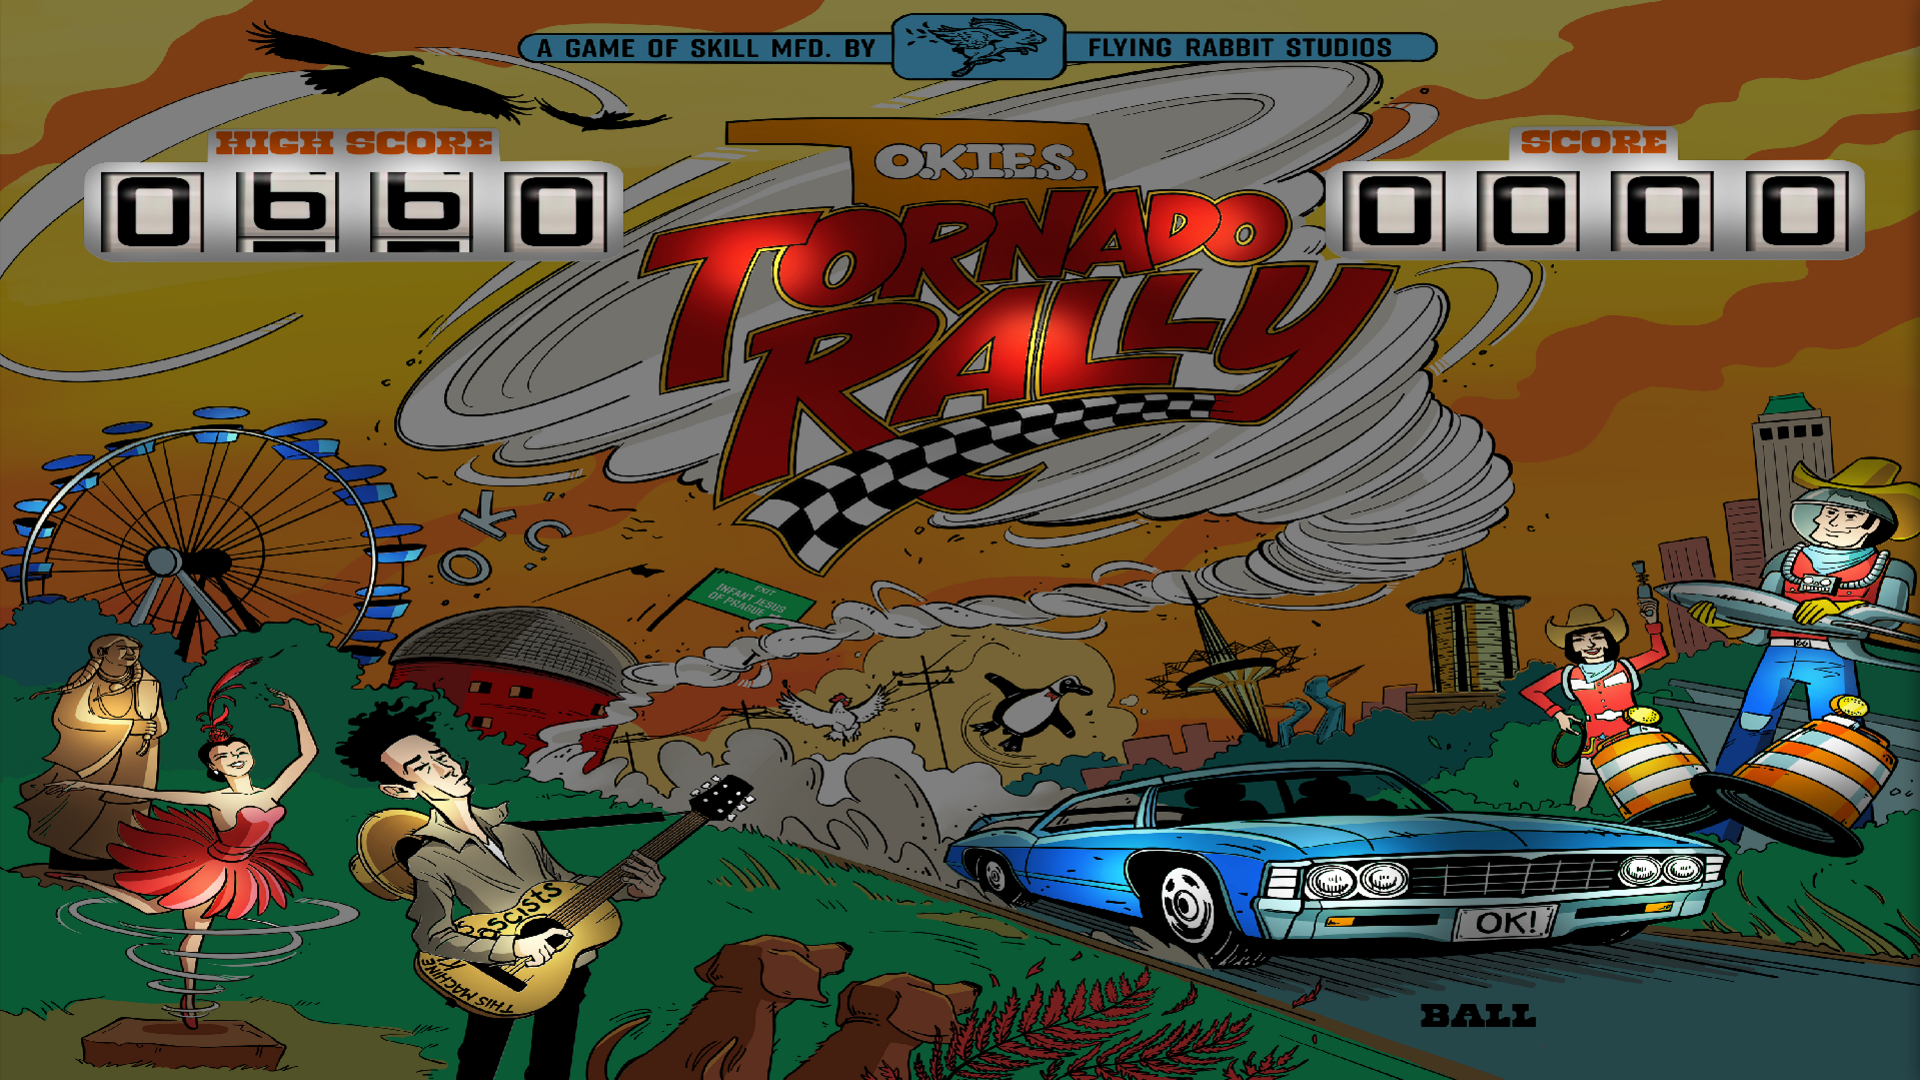 A GAME OF SKILL MFD. BY
FLYING RABBIT STUDIOS
HIGH SCORE
0660
O.K.I.E.S.
TORNADO
RALLY
SCORE
0000
OKC
EXIT
INFANT JESUS
OF PRAGUE
THIS MACHINE
FASCISTS
OK!
BALL